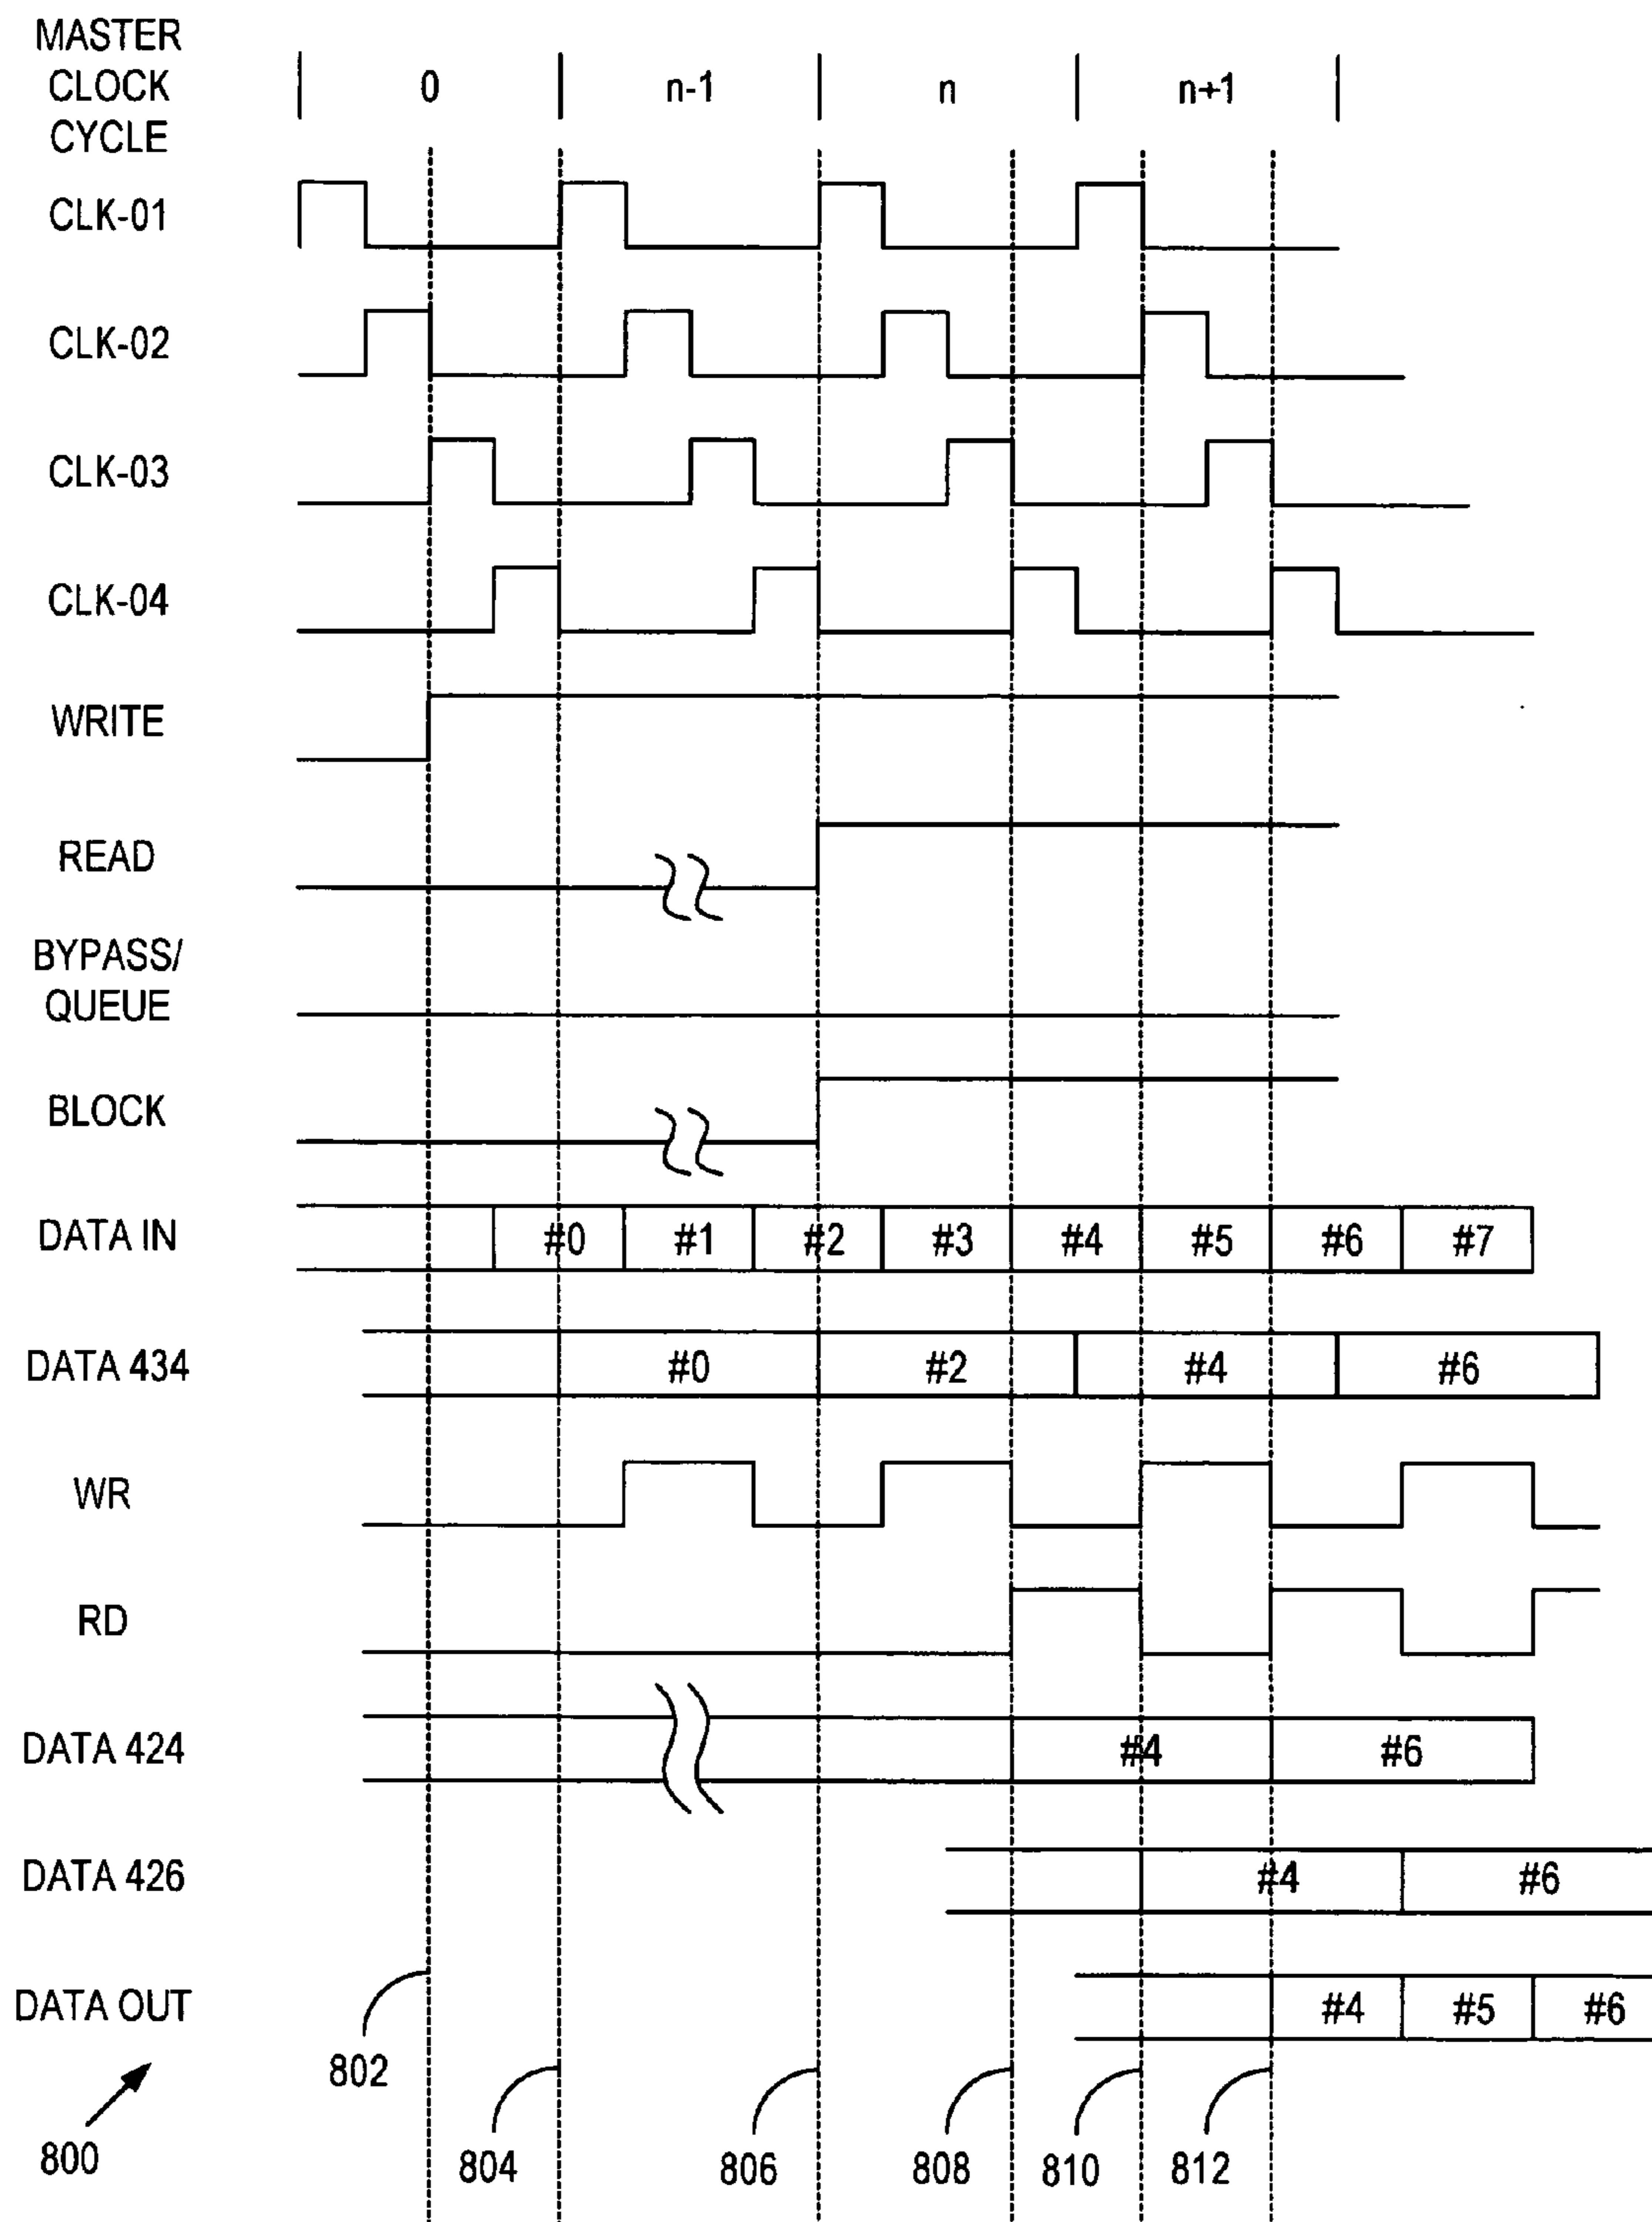 MASTER
CLOCK
CYCLE
0 n-1 n n+1
CLK-01
CLK-02
CLK-03
CLK-04
WRITE
READ
BYPASS/
QUEUE
BLOCK
DATA IN #0 #1 #2 #3 #4 #5 #6 #7
DATA 434 #0 #2 #4 #6
WR
RD
DATA 424 #4 #6
DATA 426 #4 #6
DATA OUT #4 #5 #6
802
800 804 806 808 810 812